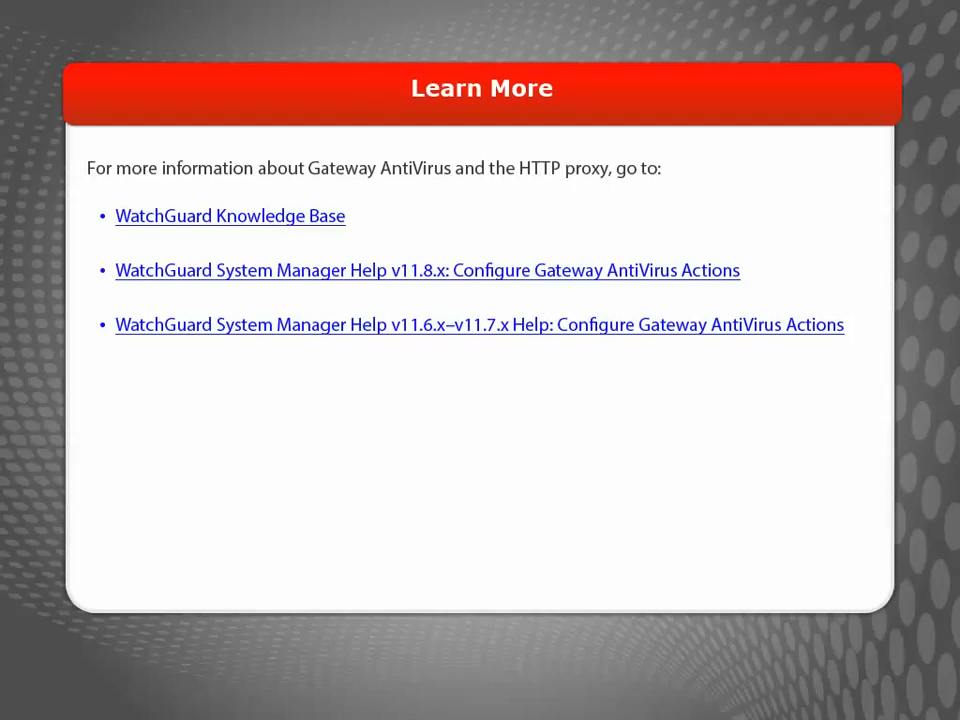 Learn More
For more information about Gateway AntiVirus and the HTTP proxy, go to:
• WatchGuard Knowledge Base
• WatchGuard System Manager Help v11.8.x: Configure Gateway AntiVirus Actions
• WatchGuard System Manager Help v11.6.x–v11.7.x Help: Configure Gateway AntiVirus Actions